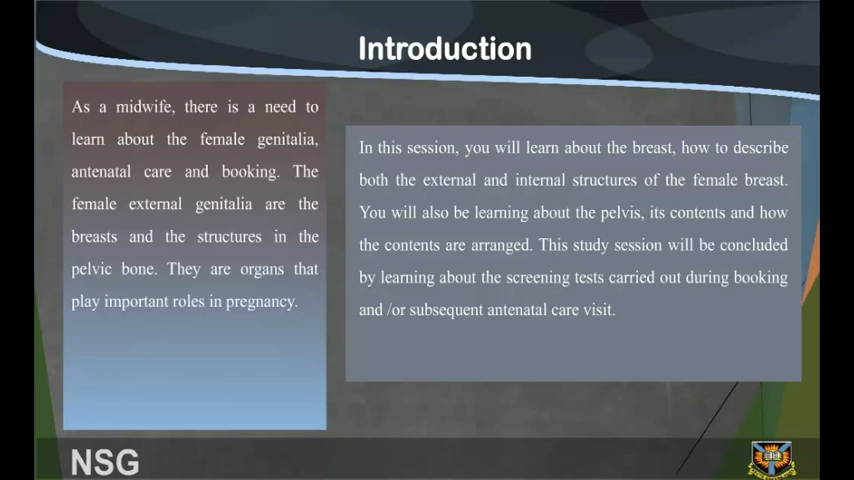 Introduction
As a midwife, there is a need to
learn about the female genitalia,
antenatal care and booking. The
female external genitalia are the
breasts and the structures in the
pelvic bone. They are organs that
play important roles in pregnancy.
In this session, you will learn about the breast, how to describe
both the external and internal structures of the female breast.
You will also be learning about the pelvis, its contents and how
the contents are arranged. This study session will be concluded
by learning about the screening tests carried out during booking
and /or subsequent antenatal care visit.
NSG